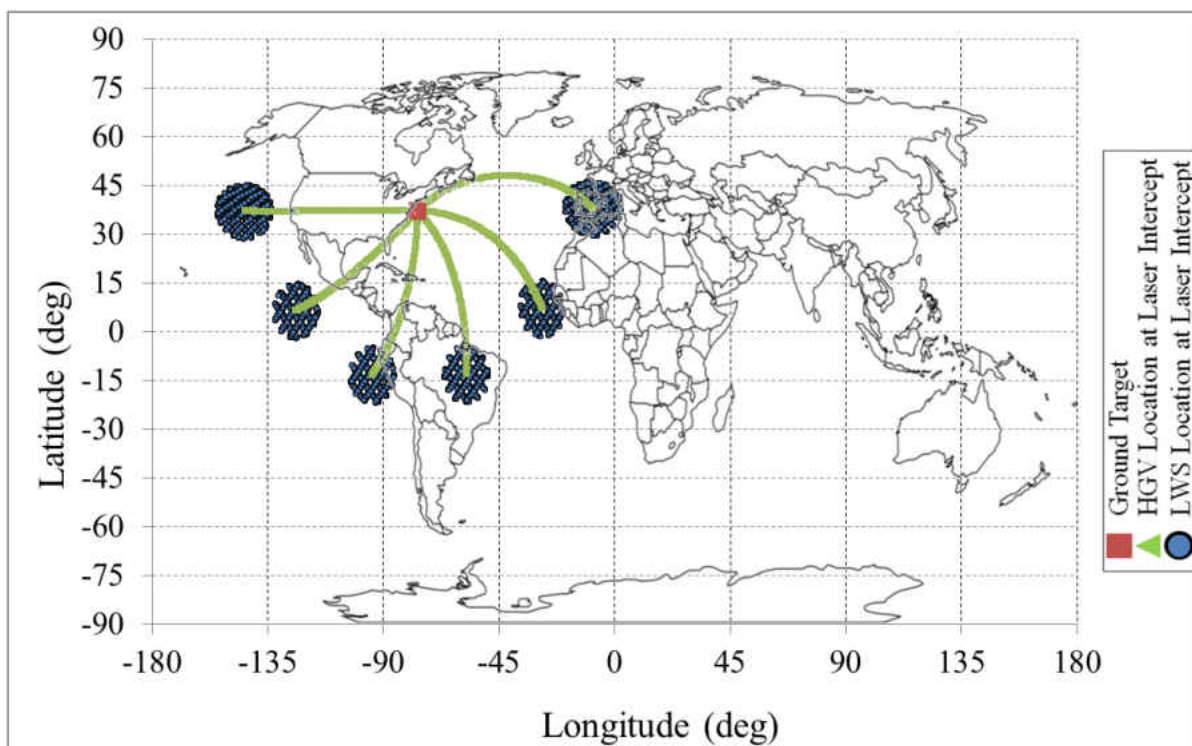 90
75
60
45
30
15
0
-15
-30
-45
-60
-75
-90
Latitude (deg)
-180 -135 -90 -45 0 45 90 135 180
Longitude (deg)
Ground Target
HGV Location at Laser Intercept
LWS Location at Laser Intercept